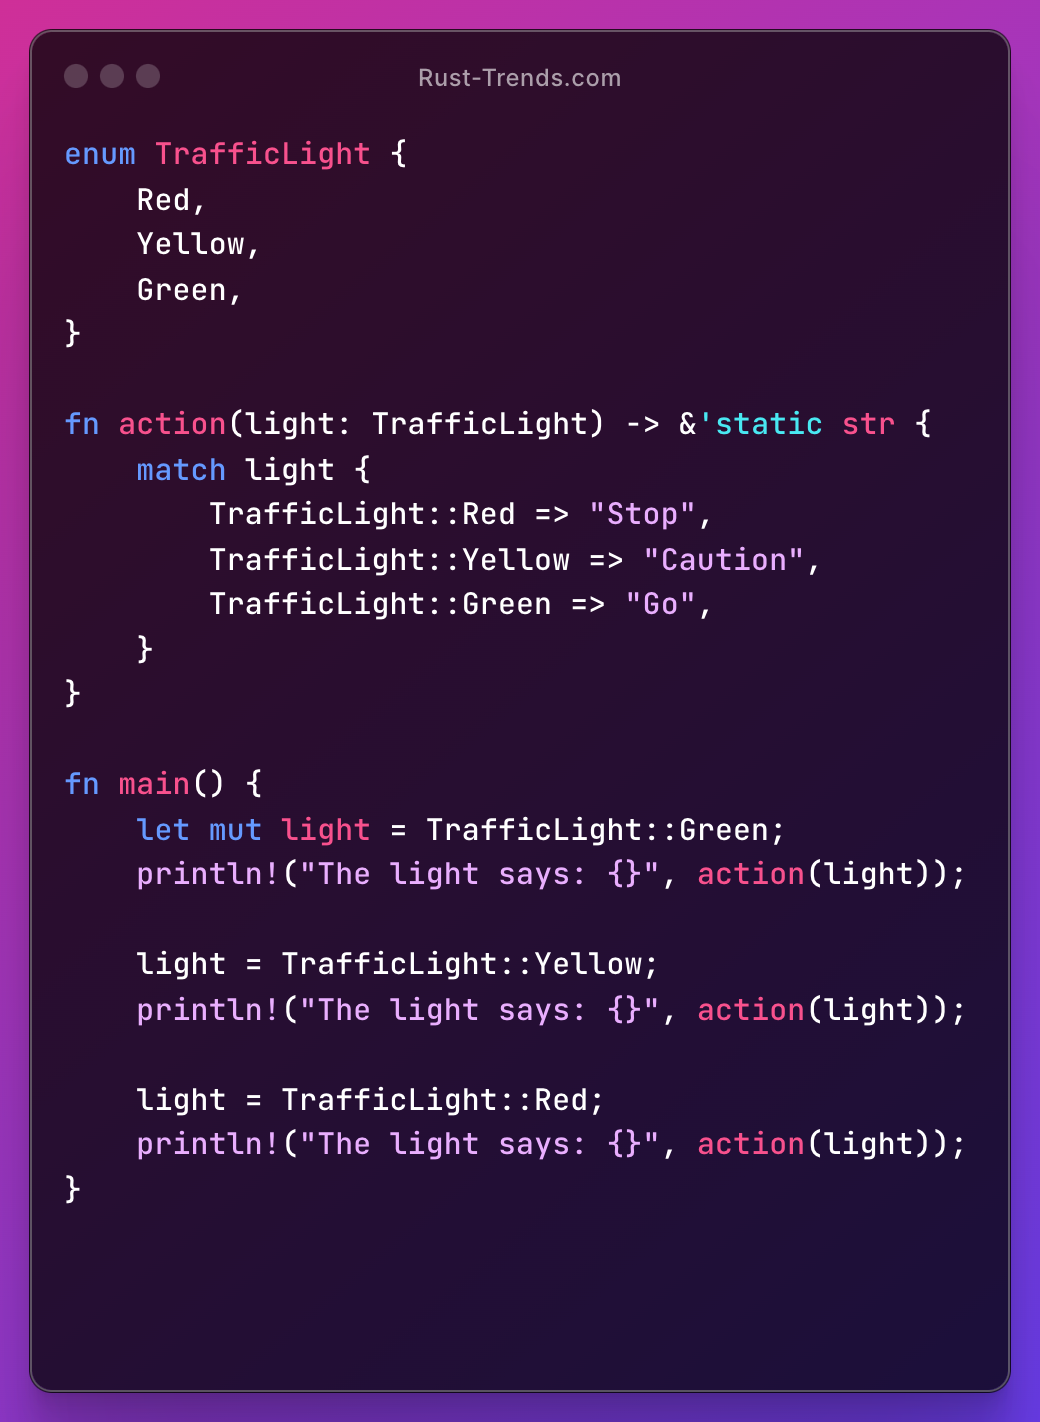 Rust-Trends.com
enum TrafficLight {
    Red,
    Yellow,
    Green,
}

fn action(light: TrafficLight) -> &'static str {
    match light {
        TrafficLight::Red => "Stop",
        TrafficLight::Yellow => "Caution",
        TrafficLight::Green => "Go",
    }
}

fn main() {
    let mut light = TrafficLight::Green;
    println!("The light says: {}", action(light));

    light = TrafficLight::Yellow;
    println!("The light says: {}", action(light));

    light = TrafficLight::Red;
    println!("The light says: {}", action(light));
}